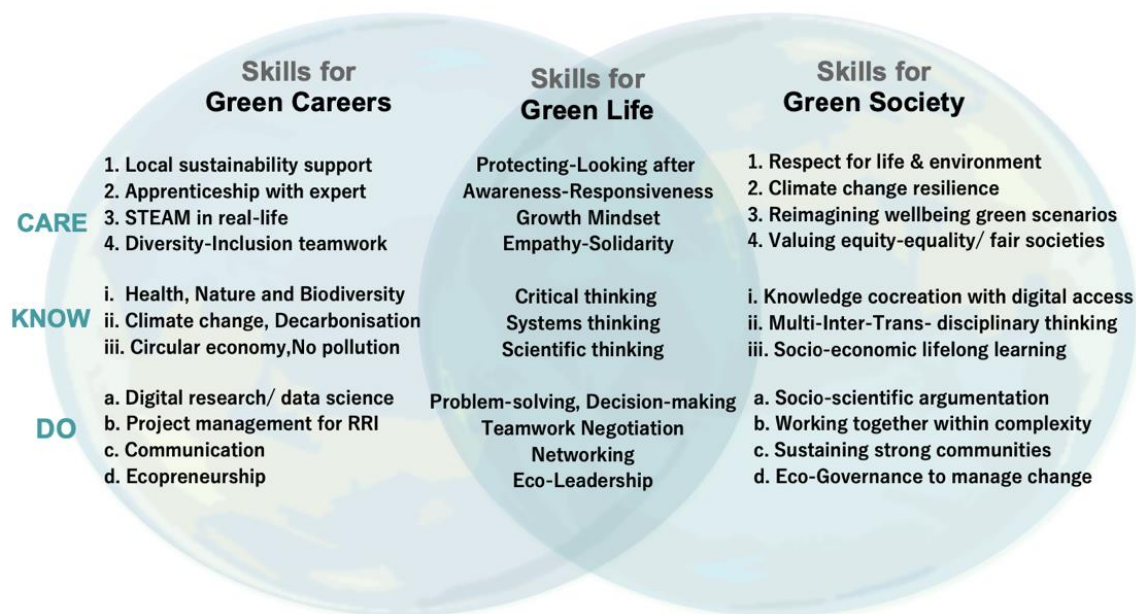 Skills for
Green Careers
Skills for
Green Life
Skills for
Green Society
CARE
1. Local sustainability support
2. Apprenticeship with expert
3. STEAM in real-life
4. Diversity-Inclusion teamwork
Protecting-Looking after
Awareness-Responsiveness
Growth Mindset
Empathy-Solidarity
1. Respect for life & environment
2. Climate change resilience
3. Reimagining wellbeing green scenarios
4. Valuing equity-equality/ fair societies
KNOW
i. Health, Nature and Biodiversity
ii. Climate change, Decarbonisation
iii. Circular economy,No pollution
Critical thinking
Systems thinking
Scientific thinking
i. Knowledge cocreation with digital access
ii. Multi-Inter-Trans- disciplinary thinking
iii. Socio-economic lifelong learning
DO
a. Digital research/ data science
b. Project management for RRI
c. Communication
d. Ecopreneurship
Problem-solving, Decision-making
Teamwork Negotiation
Networking
Eco-Leadership
a. Socio-scientific argumentation
b. Working together within complexity
c. Sustaining strong communities
d. Eco-Governance to manage change